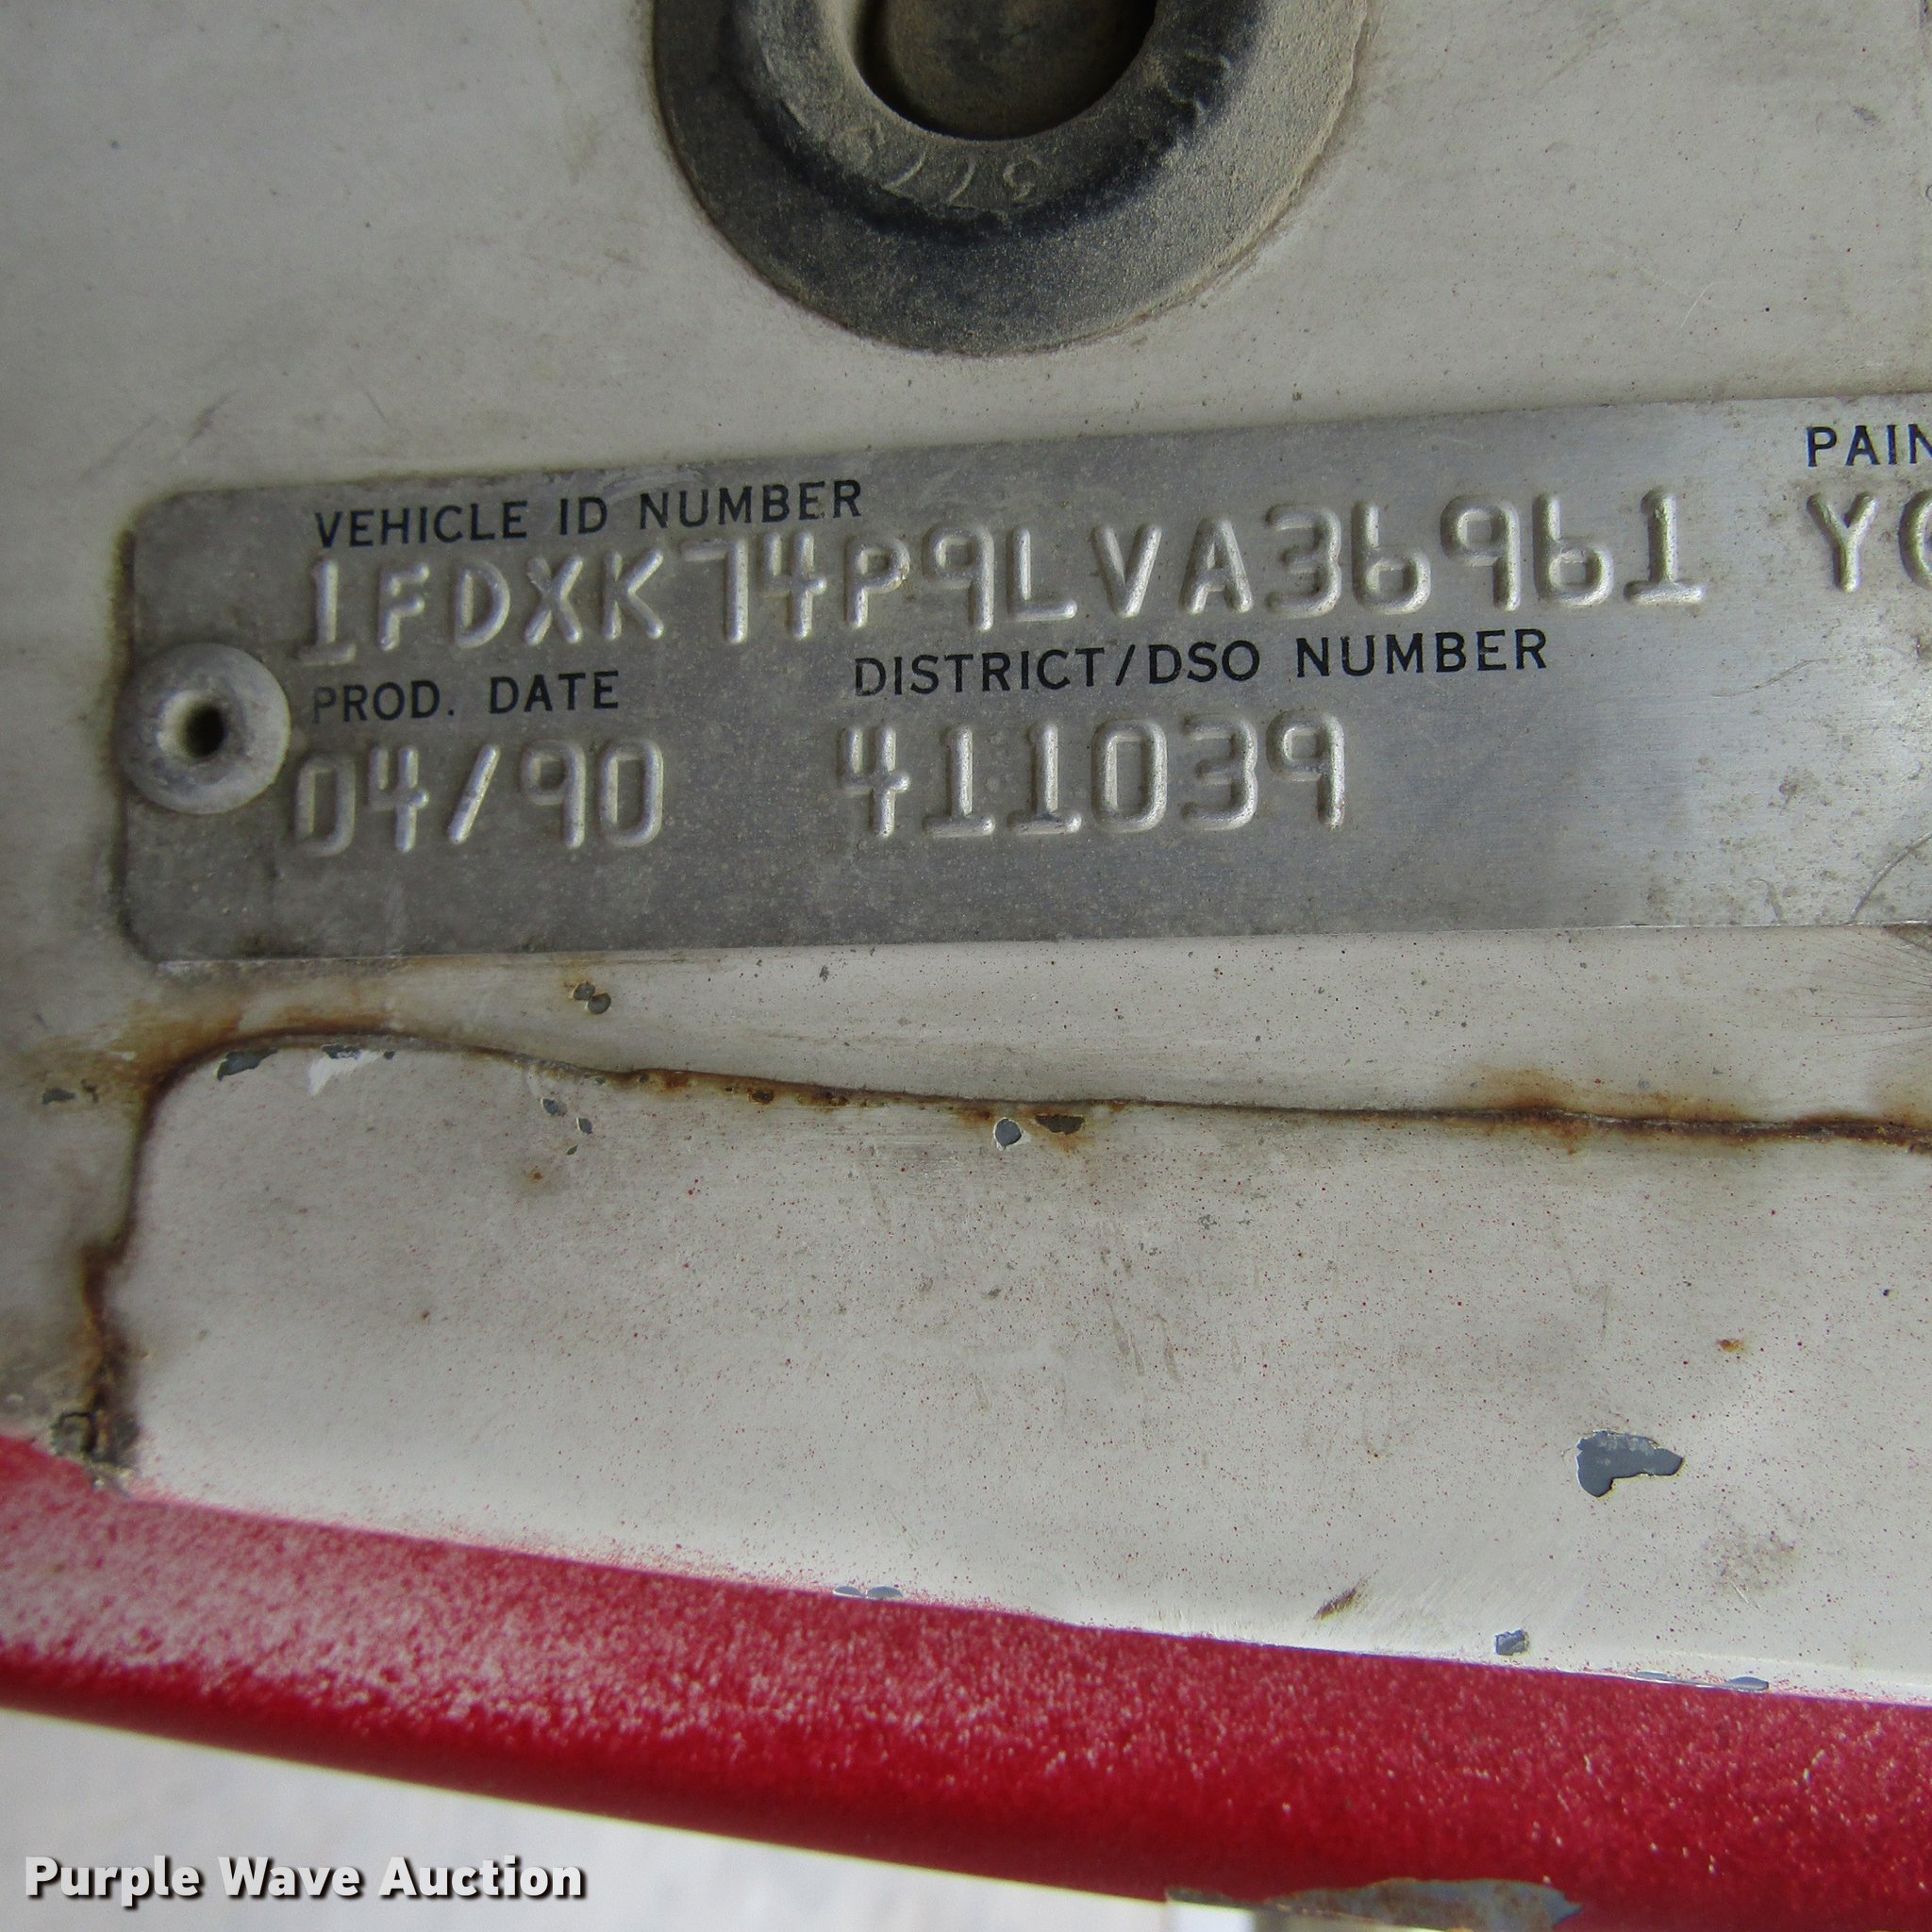 VEHICLE ID NUMBER
PAIN
1FDXK74P9LVA36961
PROD. DATE
DISTRICT/DSO NUMBER
04/90
411039
Purple Wave Auction